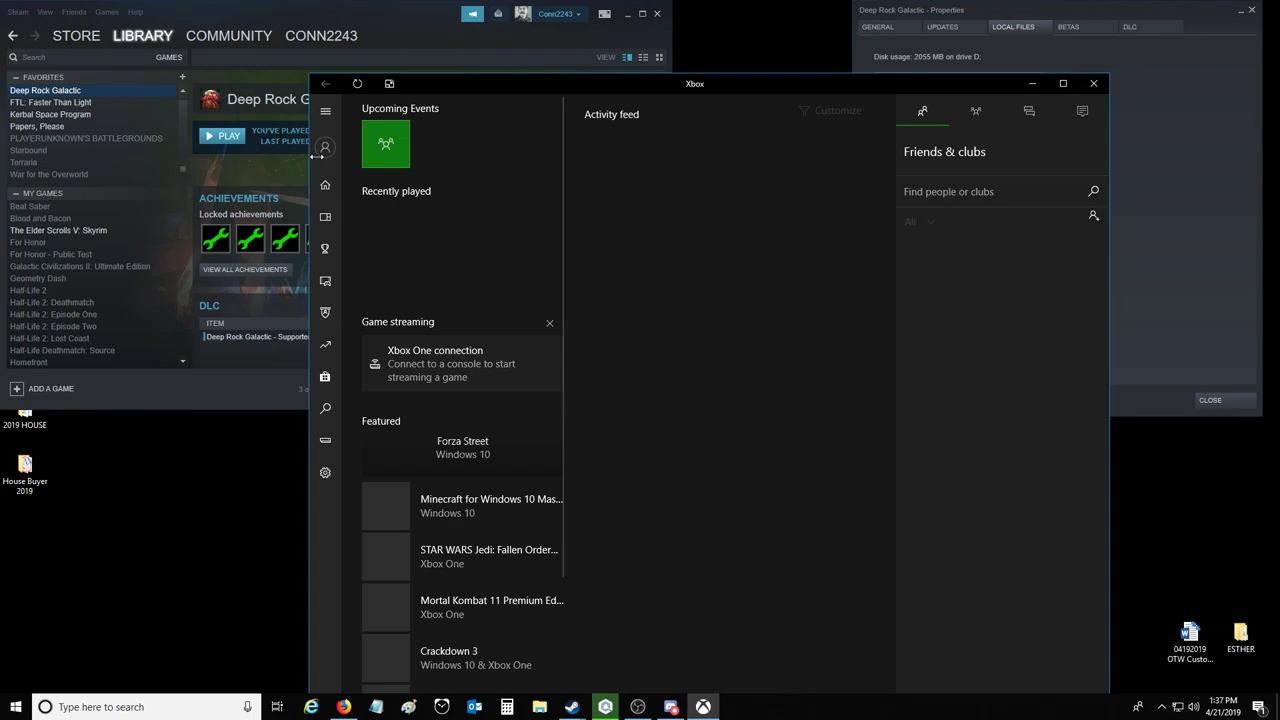 Steam View Friends Games Help
Conn2243
STORE LIBRARY COMMUNITY CONN2243
Search GAMES
VIEW
FAVORITES
Deep Rock Galactic
FTL: Faster Than Light
Kerbal Space Program
Papers, Please
PLAYERUNKNOWN'S BATTLEGROUNDS
Starbound
Terraria
War for the Overworld
MY GAMES
Beat Saber
Blood and Bacon
The Elder Scrolls V: Skyrim
For Honor
For Honor - Public Test
Galactic Civilizations II: Ultimate Edition
Geometry Dash
Half-Life 2
Half-Life 2: Deathmatch
Half-Life 2: Episode One
Half-Life 2: Episode Two
Half-Life 2: Lost Coast
Half-Life Deathmatch: Source
Homefront
ADD A GAME
Deep Rock G
PLAY
YOU'VE PLAYED
LAST PLAYED
ACHIEVEMENTS
Locked achievements
VIEW ALL ACHIEVEMENTS
DLC
ITEM
Deep Rock Galactic - Supporte
3 o
Deep Rock Galactic - Properties
GENERAL UPDATES LOCAL FILES BETAS DLC
Disk usage: 2055 MB on drive D:
CLOSE
Xbox
Upcoming Events
Recently played
Game streaming
Xbox One connection
Connect to a console to start
streaming a game
Featured
Forza Street
Windows 10
Minecraft for Windows 10 Mas...
Windows 10
STAR WARS Jedi: Fallen Order...
Xbox One
Mortal Kombat 11 Premium Ed...
Xbox One
Crackdown 3
Windows 10 & Xbox One
Activity feed
Customize
Friends & clubs
Find people or clubs
All
2019 HOUSE
House Buyer
2019
04192019
OTW Custo...
ESTHER
Type here to search
1:37 PM
4/21/2019
1